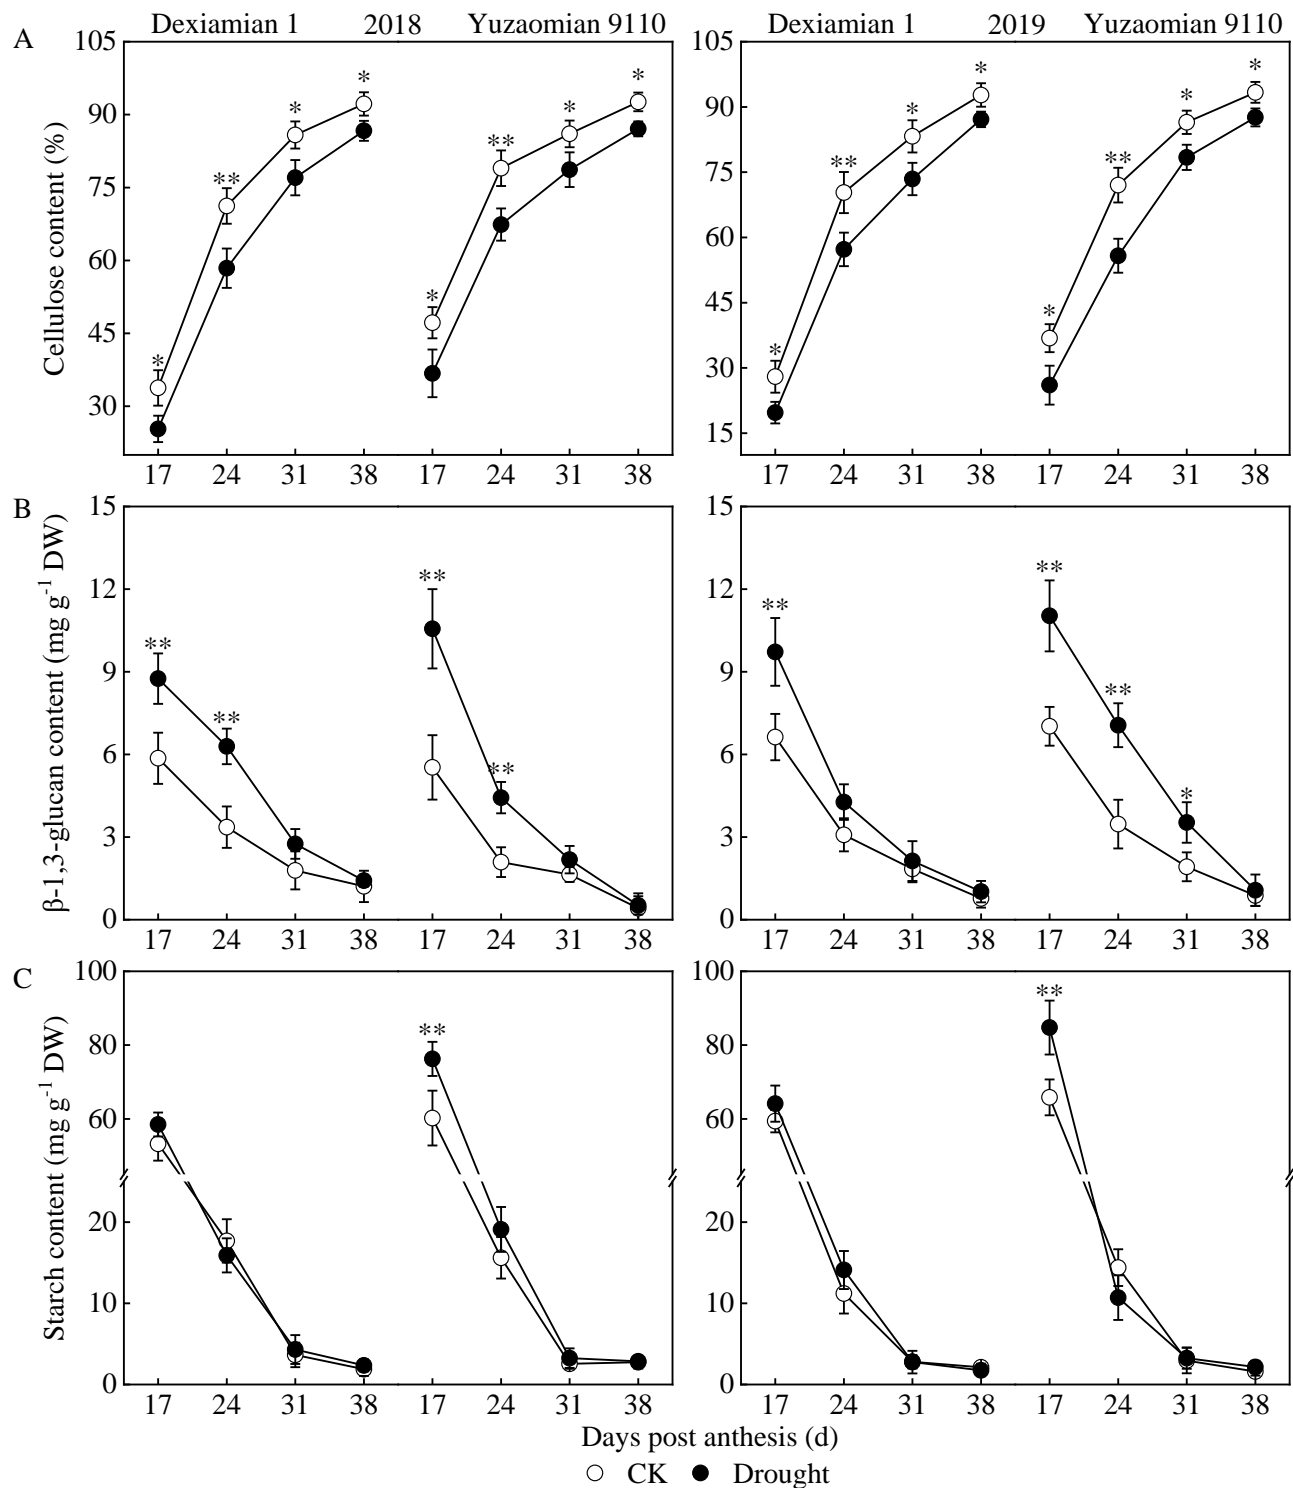 A
Dexiamian 1 2018 Yuzaomian 9110
Dexiamian 1 2019 Yuzaomian 9110
Cellulose content (%)
105
90
75
60
45
30
* ** * *
* ** * *
17 24 31 38 17 24 31 38
105
90
75
60
45
30
15
* ** * *
* ** * *
17 24 31 38 17 24 31 38
B
β-1,3-glucan content (mg g⁻¹ DW)
15
12
9
6
3
0
** **
** **
17 24 31 38 17 24 31 38
15
12
9
6
3
0
**
** ** *
17 24 31 38 17 24 31 38
C
Starch content (mg g⁻¹ DW)
100
80
60
20
10
0
**
17 24 31 38 17 24 31 38
100
80
60
20
10
0
**
17 24 31 38 17 24 31 38
Days post anthesis (d)
CK Drought